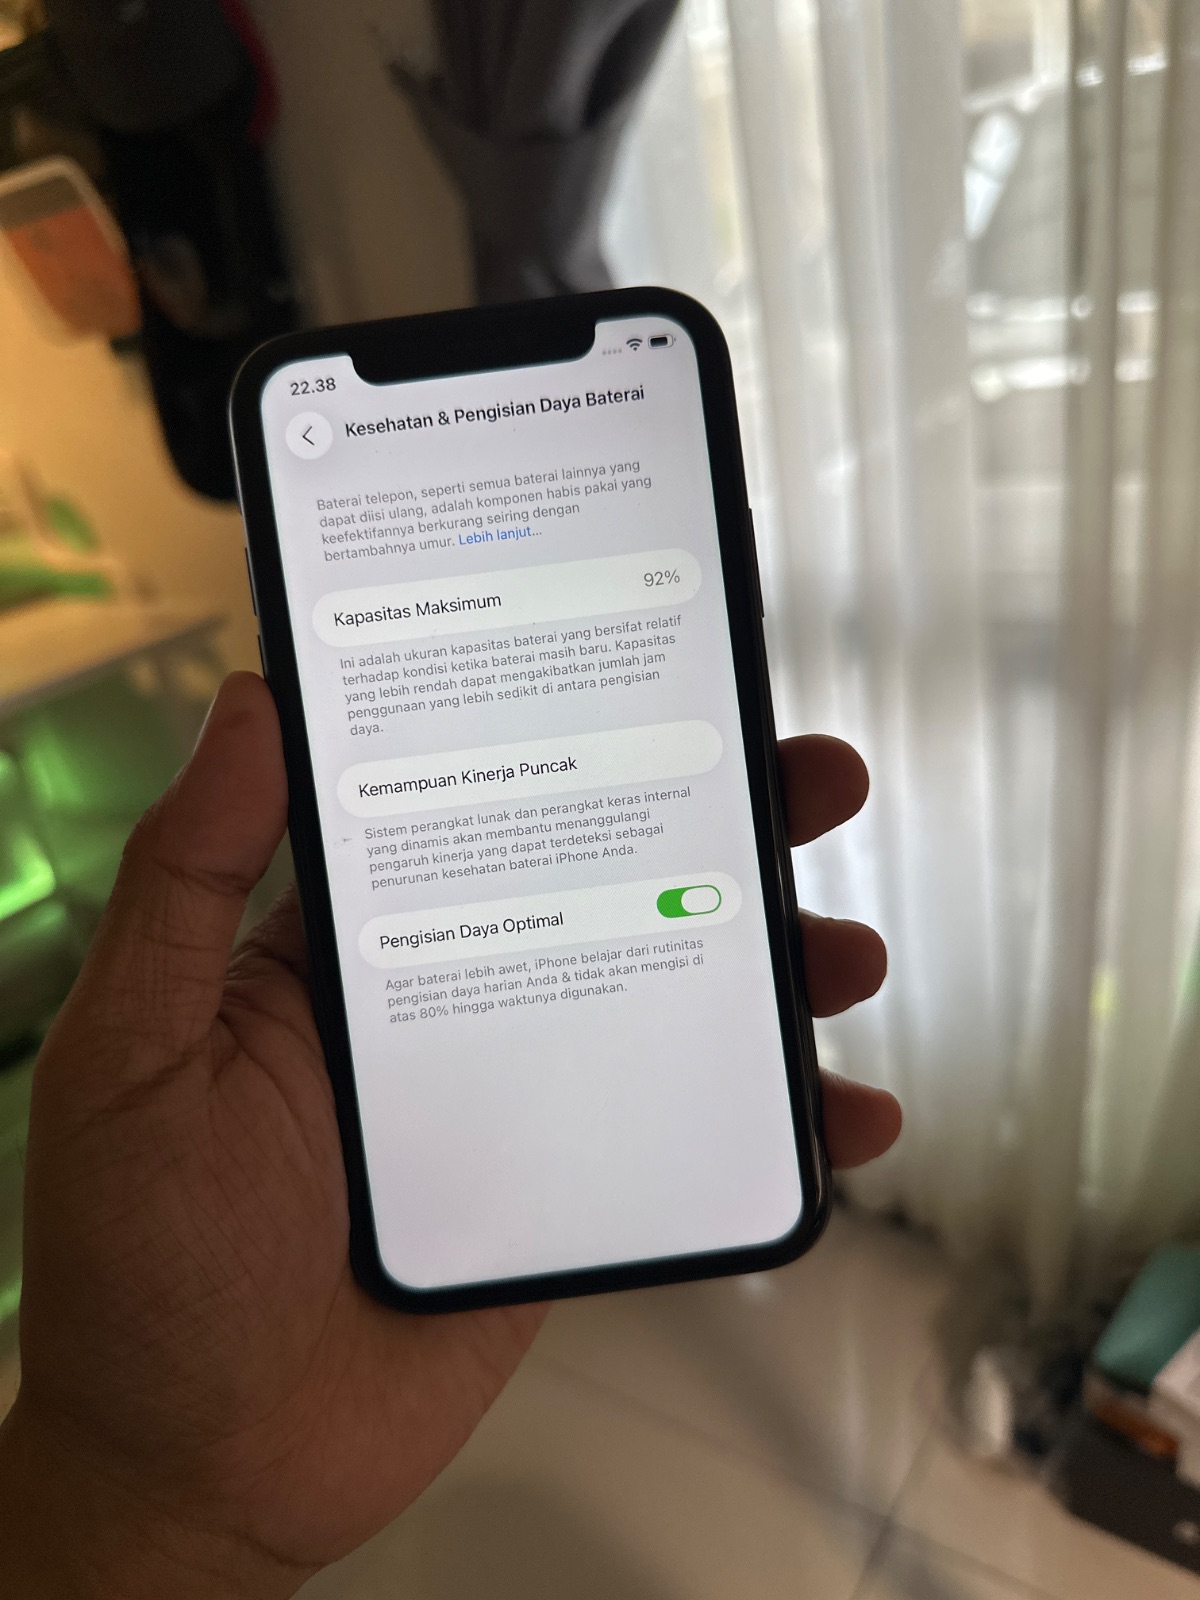 22.38
Kesehatan & Pengisian Daya Baterai
Baterai telepon, seperti semua baterai lainnya yang
dapat diisi ulang, adalah komponen habis pakai yang
keefektifannya berkurang seiring dengan
bertambahnya umur. Lebih lanjut...
Kapasitas Maksimum 92%
Ini adalah ukuran kapasitas baterai yang bersifat relatif
terhadap kondisi ketika baterai masih baru. Kapasitas
yang lebih rendah dapat mengakibatkan jumlah jam
penggunaan yang lebih sedikit di antara pengisian
daya.
Kemampuan Kinerja Puncak
Sistem perangkat lunak dan perangkat keras internal
yang dinamis akan membantu menanggulangi
pengaruh kinerja yang dapat terdeteksi sebagai
penurunan kesehatan baterai iPhone Anda.
Pengisian Daya Optimal
Agar baterai lebih awet, iPhone belajar dari rutinitas
pengisian daya harian Anda & tidak akan mengisi di
atas 80% hingga waktunya digunakan.